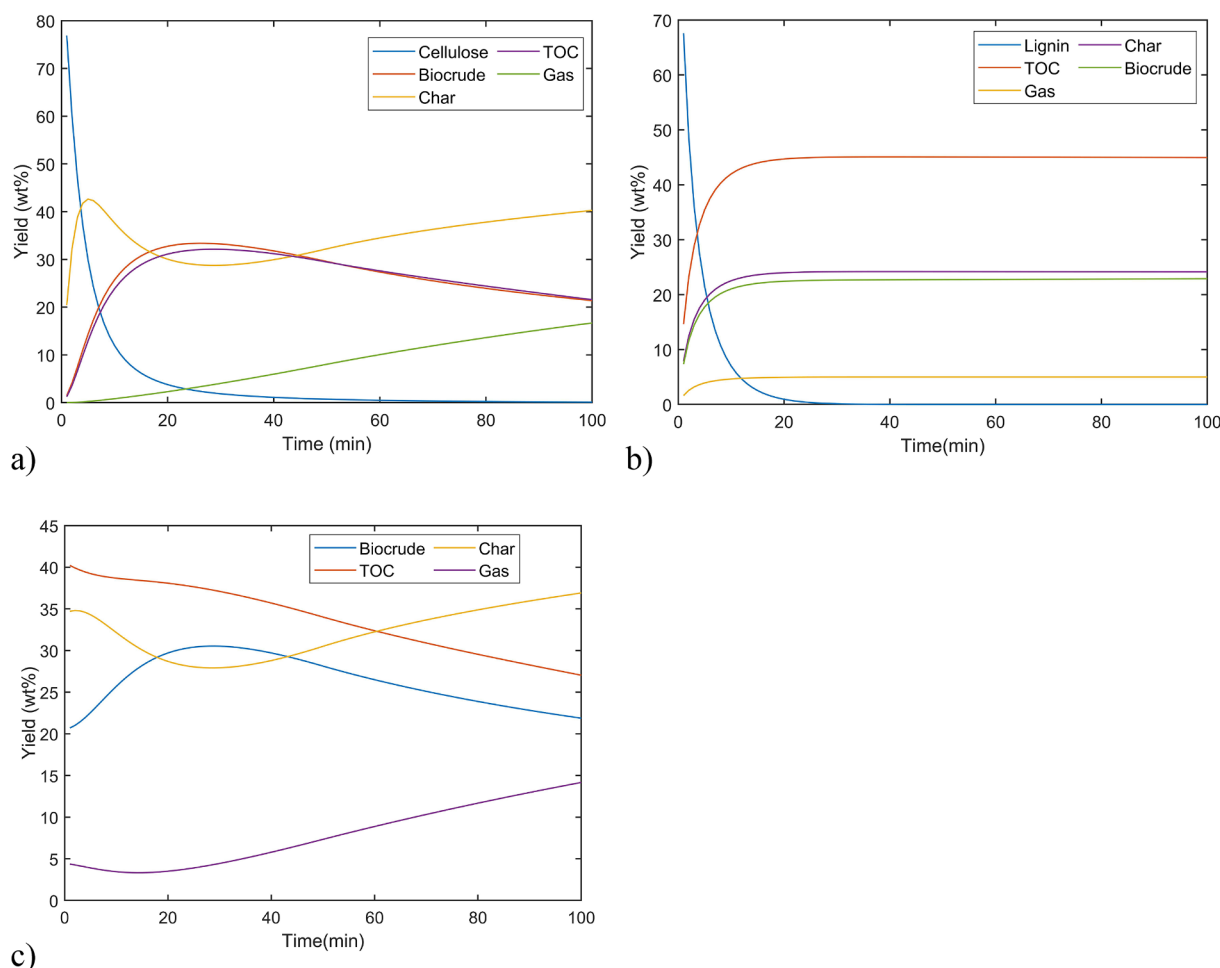 80
70
60
50
40
30
20
10
0
Yield (wt%)
Cellulose TOC
Biocrude Gas
Char
0 20 40 60 80 100
Time (min)
a)
70
60
50
40
30
20
10
0
Yield (wt%)
Lignin Char
TOC Biocrude
Gas
0 20 40 60 80 100
Time(min)
b)
45
40
35
30
25
20
15
10
5
0
Yield (wt%)
Biocrude Char
TOC Gas
0 20 40 60 80 100
Time(min)
c)